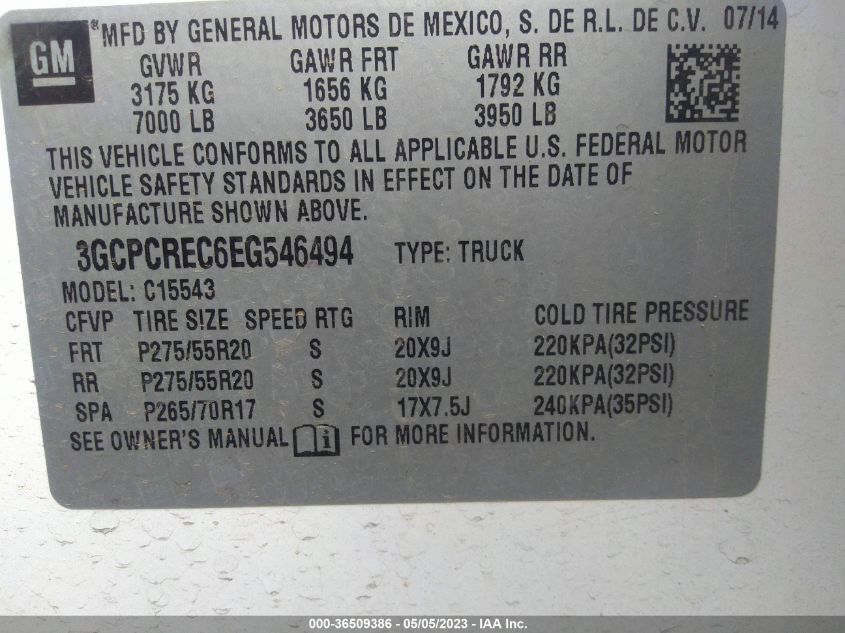 GM
® MFD BY GENERAL MOTORS DE MEXICO, S. DE R.L. DE C.V. 07/14
GVWR GAWR FRT GAWR RR
3175 KG 1656 KG 1792 KG
7000 LB 3650 LB 3950 LB
THIS VEHICLE CONFORMS TO ALL APPLICABLE U.S. FEDERAL MOTOR
VEHICLE SAFETY STANDARDS IN EFFECT ON THE DATE OF
MANUFACTURE SHOWN ABOVE.
3GCPCREC6EG546494 TYPE: TRUCK
MODEL: C15543
CFVP TIRE SIZE SPEED RTG RIM COLD TIRE PRESSURE
FRT P275/55R20 S 20X9J 220KPA(32PSI)
RR P275/55R20 S 20X9J 220KPA(32PSI)
SPA P265/70R17 S 17X7.5J 240KPA(35PSI)
SEE OWNER'S MANUAL i FOR MORE INFORMATION.
000-36509386 - 05/05/2023 - IAA Inc.